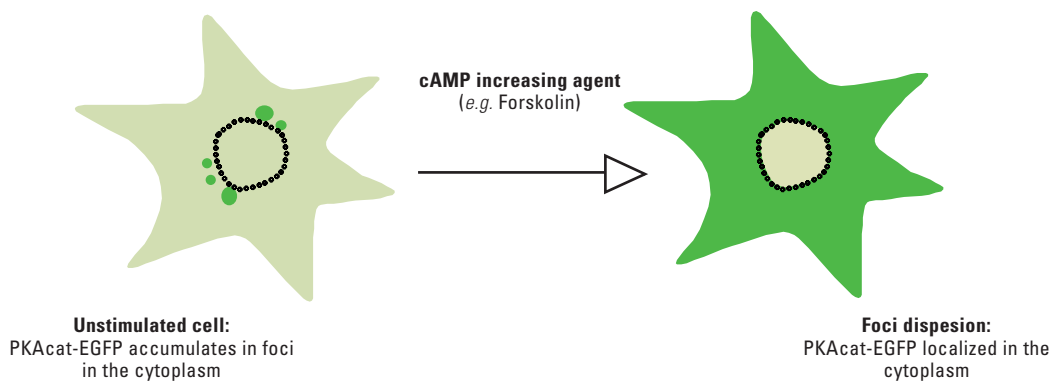 cAMP increasing agent
(e.g. Forskolin)
Unstimulated cell:
PKAcat-EGFP accumulates in foci
in the cytoplasm
Foci dispesion:
PKAcat-EGFP localized in the
cytoplasm